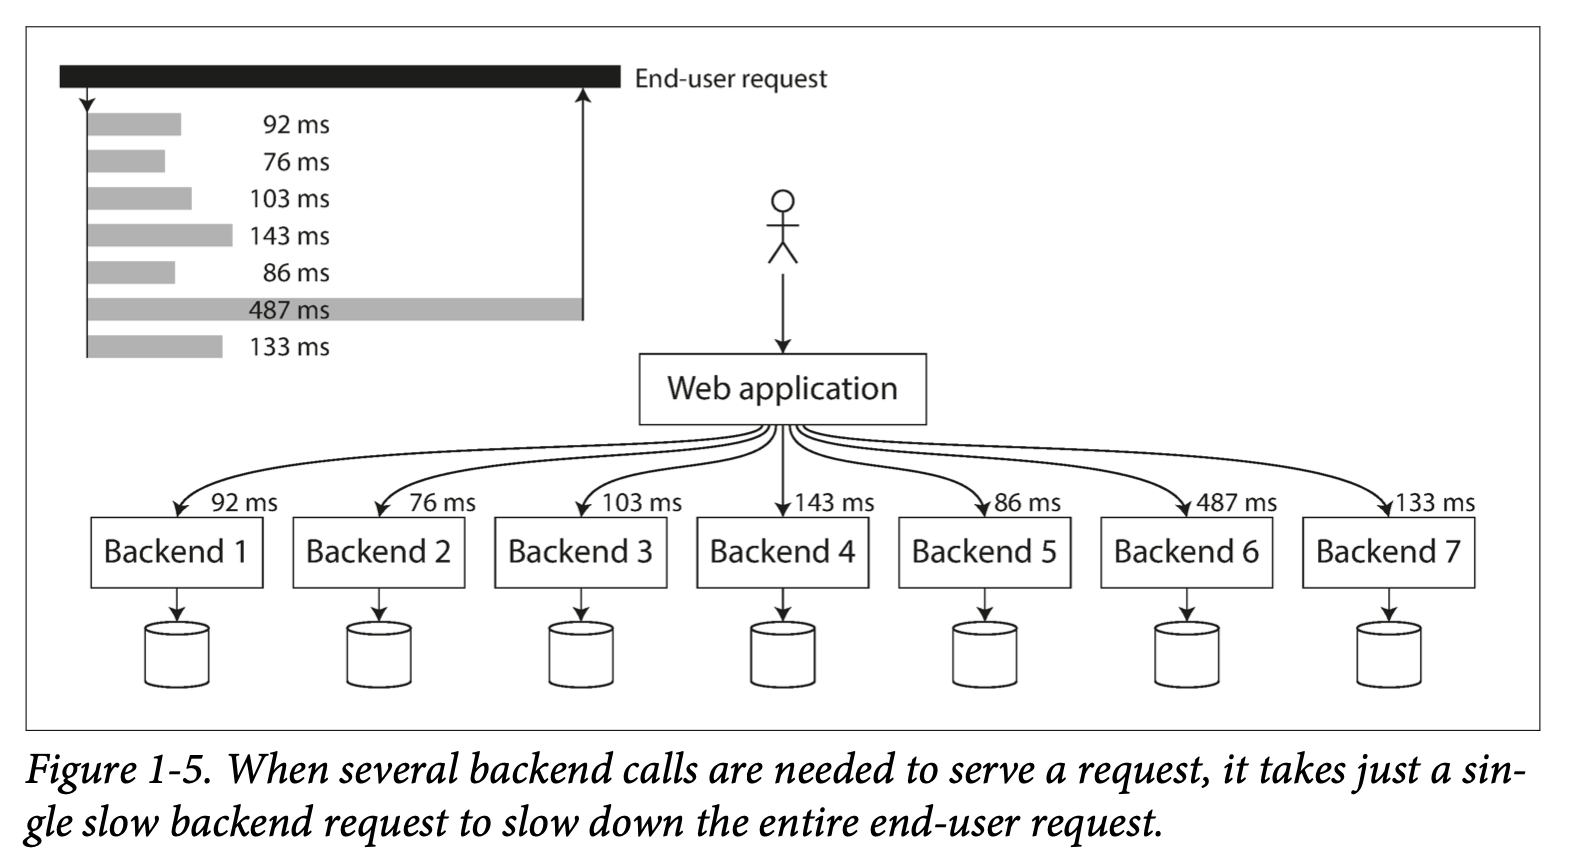 End-user request
92 ms
76 ms
103 ms
143 ms
86 ms
487 ms
133 ms
Web application
92 ms
76 ms
103 ms
143 ms
86 ms
487 ms
133 ms
Backend 1
Backend 2
Backend 3
Backend 4
Backend 5
Backend 6
Backend 7
Figure 1-5. When several backend calls are needed to serve a request, it takes just a sin-
gle slow backend request to slow down the entire end-user request.